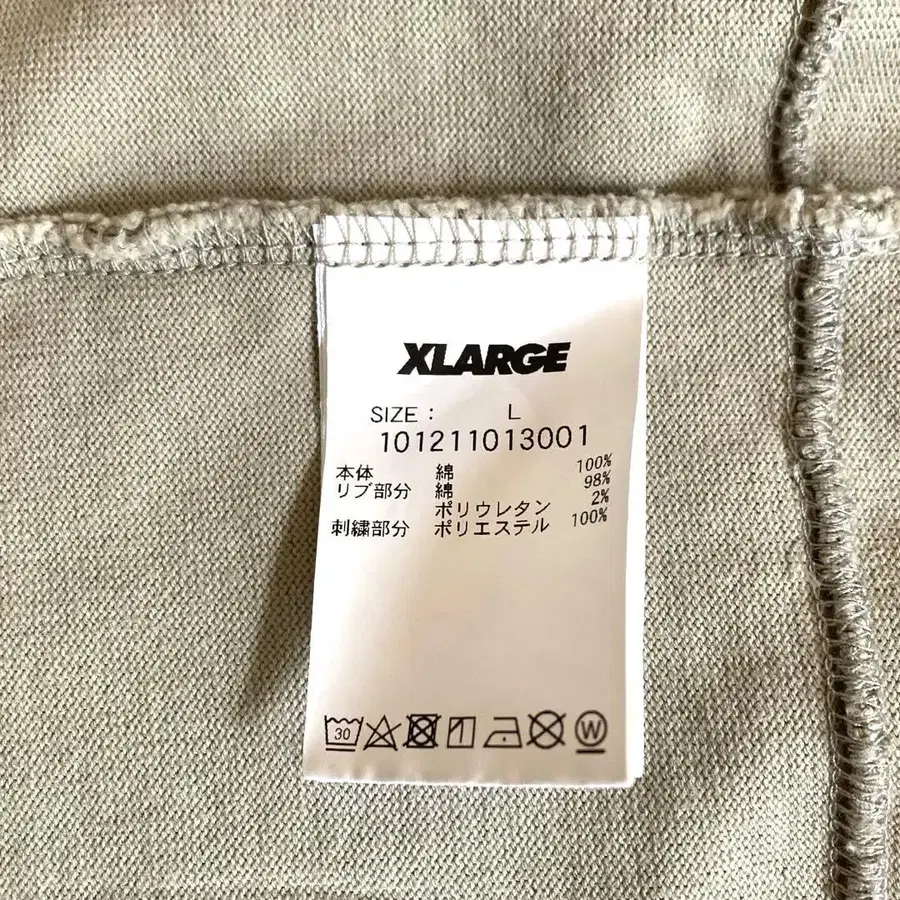 XLARGE
SIZE : L
101211013001
本体 綿 100%
リブ部分 綿 98%
ポリウレタン 2%
刺繍部分 ポリエステル 100%
30 W